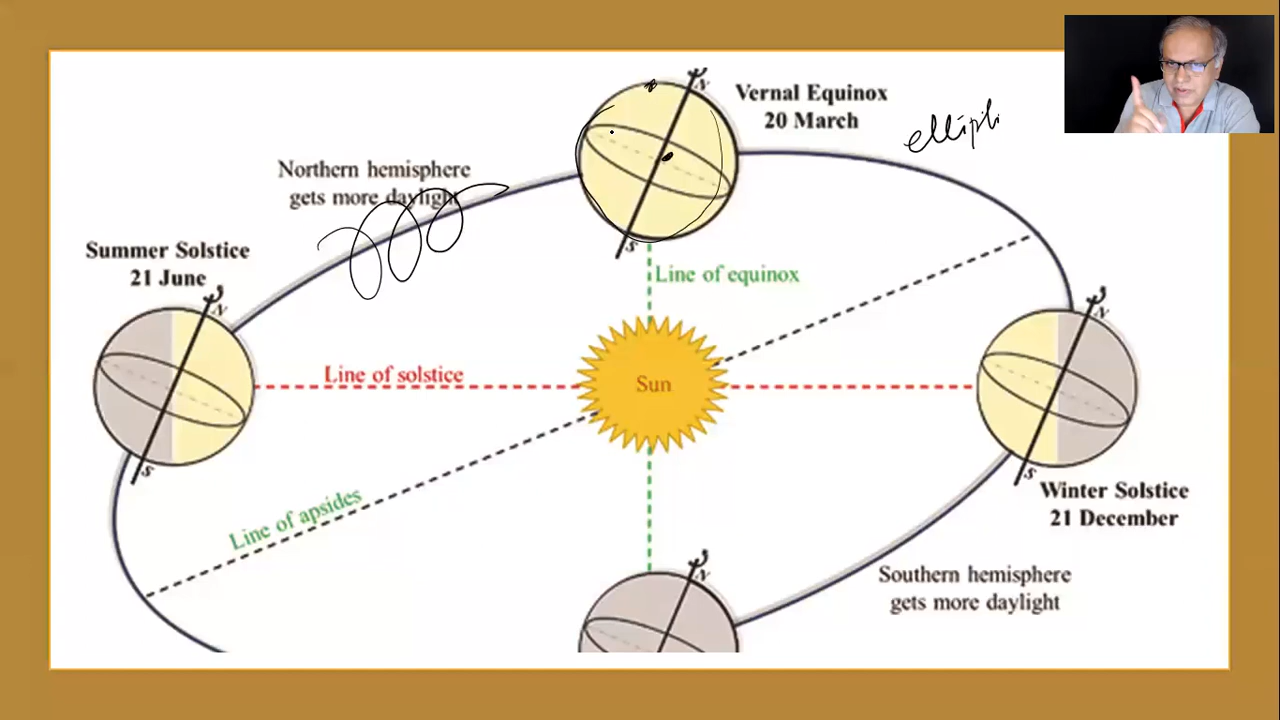 Vernal Equinox
20 March
ellipti
Northern hemisphere
gets more daylight
Summer Solstice
21 June
N
S
N
S
Line of equinox
Line of solstice
Sun
N
S
Line of apsides
Winter Solstice
21 December
N
Southern hemisphere
gets more daylight